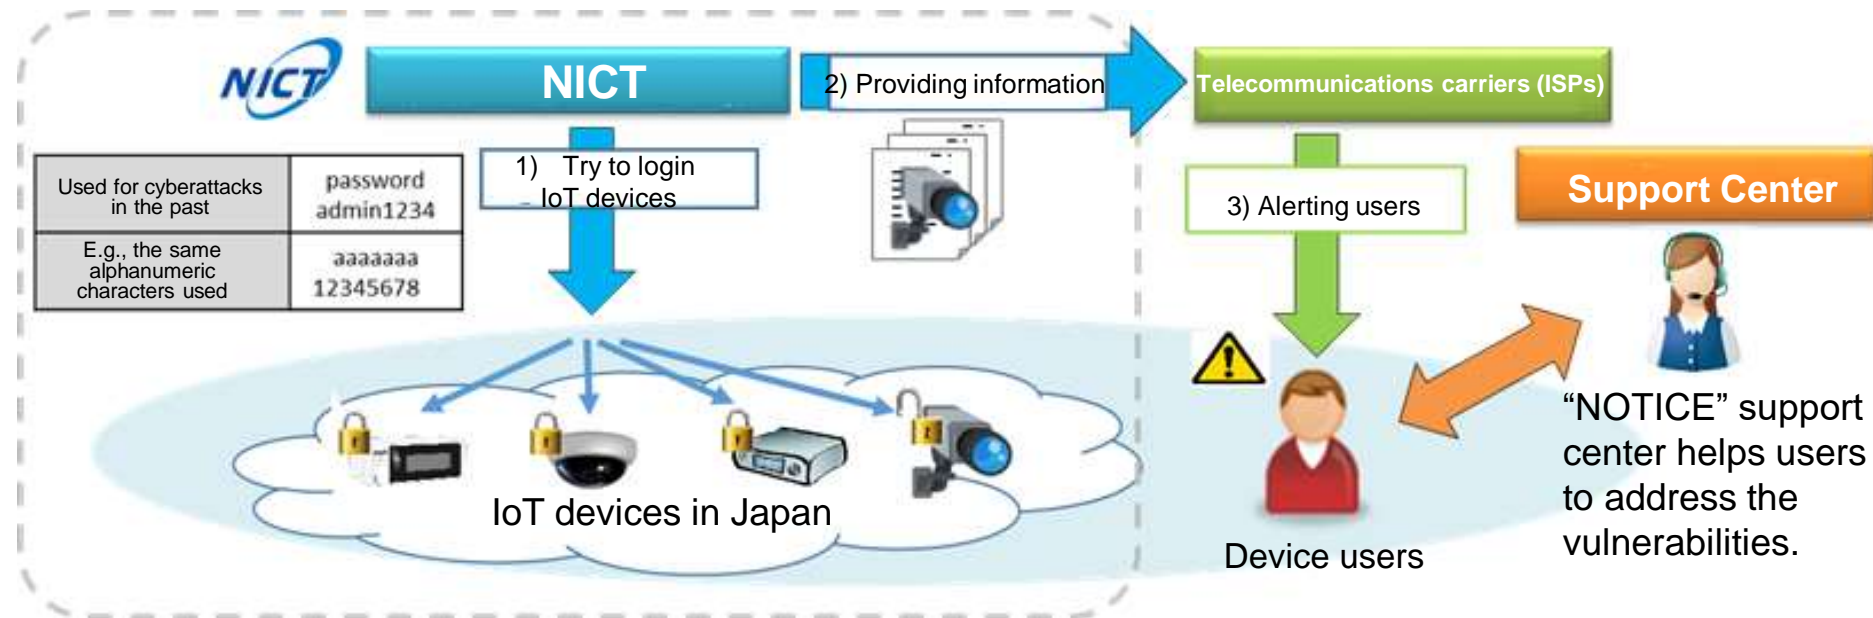 NICT
NICT
2) Providing information
Telecommunications carriers (ISPs)
Used for cyberattacks
in the past
password
admin1234
E.g., the same
alphanumeric
characters used
aaaaaaa
12345678
1) Try to login
IoT devices
3) Alerting users
Support Center
IoT devices in Japan
Device users
“NOTICE” support
center helps users
to address the
vulnerabilities.